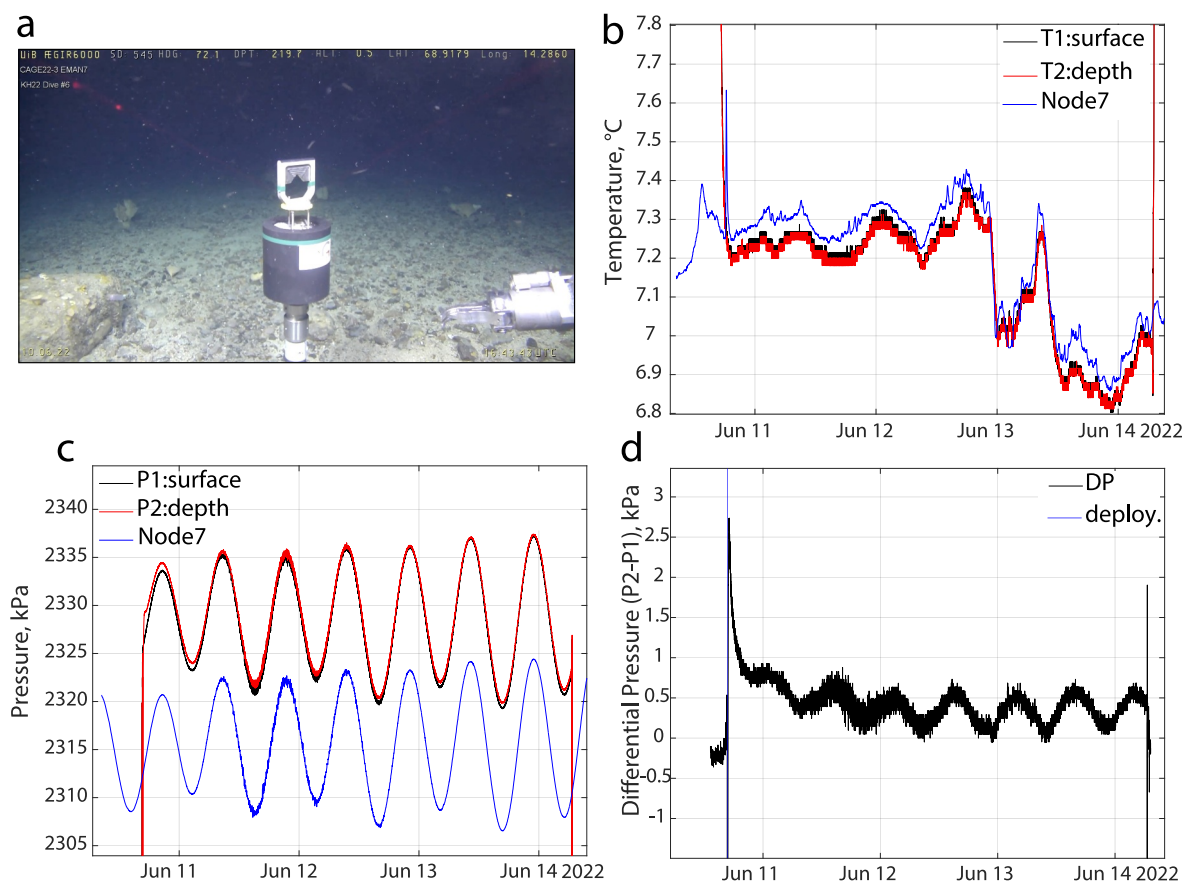 a
UiB ÆGIR6000 SD: 545 HDG: 72.1 DPT: 219.7 ALT: 0.5 LAT: 68.9179 Long 14.2860
CAGE22-3 EMAN7
KH22 Dive #6
10.06.22
16:43:47UTC
b
7.8
7.7
7.6
7.5
7.4
7.3
7.2
7.1
7
6.9
6.8
Temperature, °C
T1:surface
T2:depth
Node7
Jun 11
Jun 12
Jun 13
Jun 14 2022
c
2340
2335
2330
2325
2320
2315
2310
2305
Pressure, kPa
P1:surface
P2:depth
Node7
Jun 11
Jun 12
Jun 13
Jun 14 2022
d
3
2.5
2
1.5
1
0.5
0
-0.5
-1
Differential Pressure (P2-P1), kPa
DP
deploy.
Jun 11
Jun 12
Jun 13
Jun 14 2022